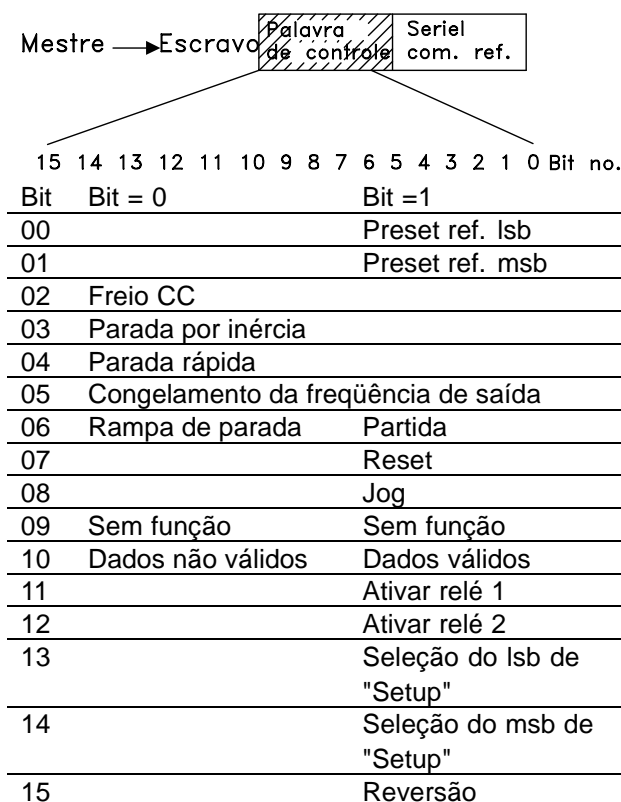 Mestre Escravo Palavra de controle Seriel com. ref.
15 14 13 12 11 10 9 8 7 6 5 4 3 2 1 0 Bit no.
Bit Bit = 0 Bit =1
00 Preset ref. lsb
01 Preset ref. msb
02 Freio CC
03 Parada por inércia
04 Parada rápida
05 Congelamento da freqüência de saída
06 Rampa de parada Partida
07 Reset
08 Jog
09 Sem função Sem função
10 Dados não válidos Dados válidos
11 Ativar relé 1
12 Ativar relé 2
13 Seleção do lsb de
"Setup"
14 Seleção do msb de
"Setup"
15 Reversão